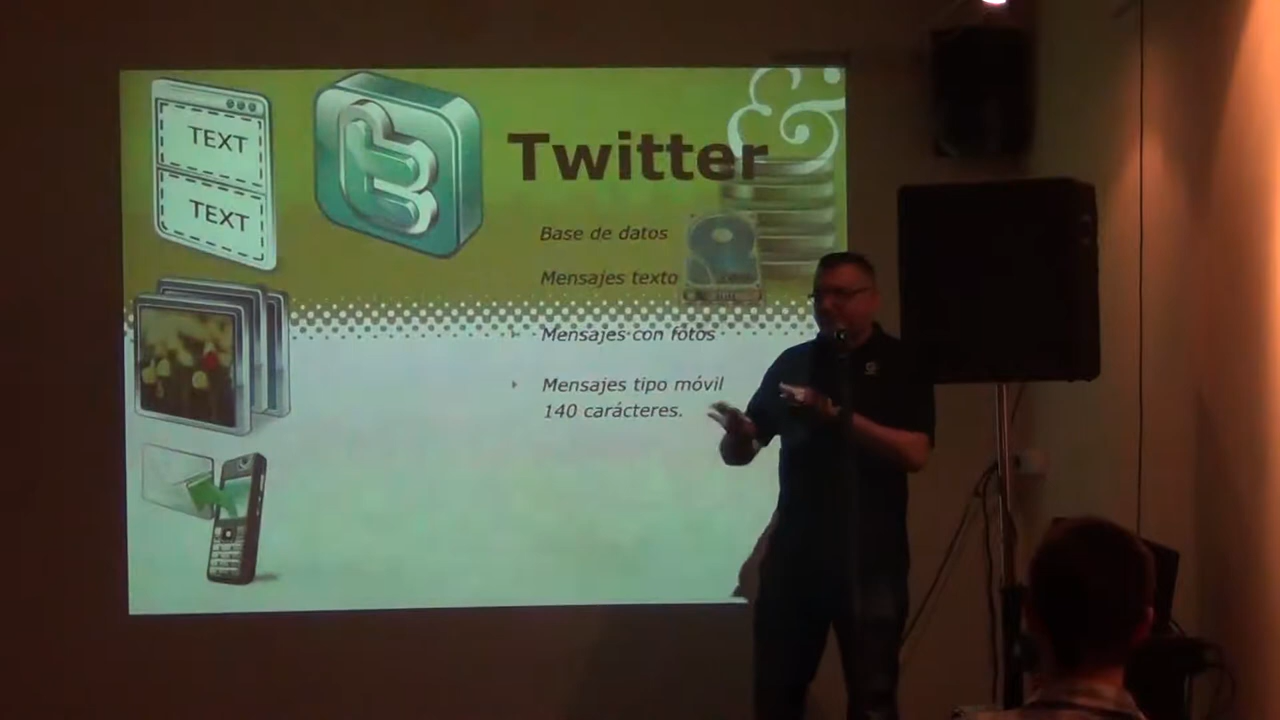 TEXT
TEXT
Twitter
&
Base de datos
Mensajes texto
Mensajes con fotos
Mensajes tipo móvil
140 carácteres.